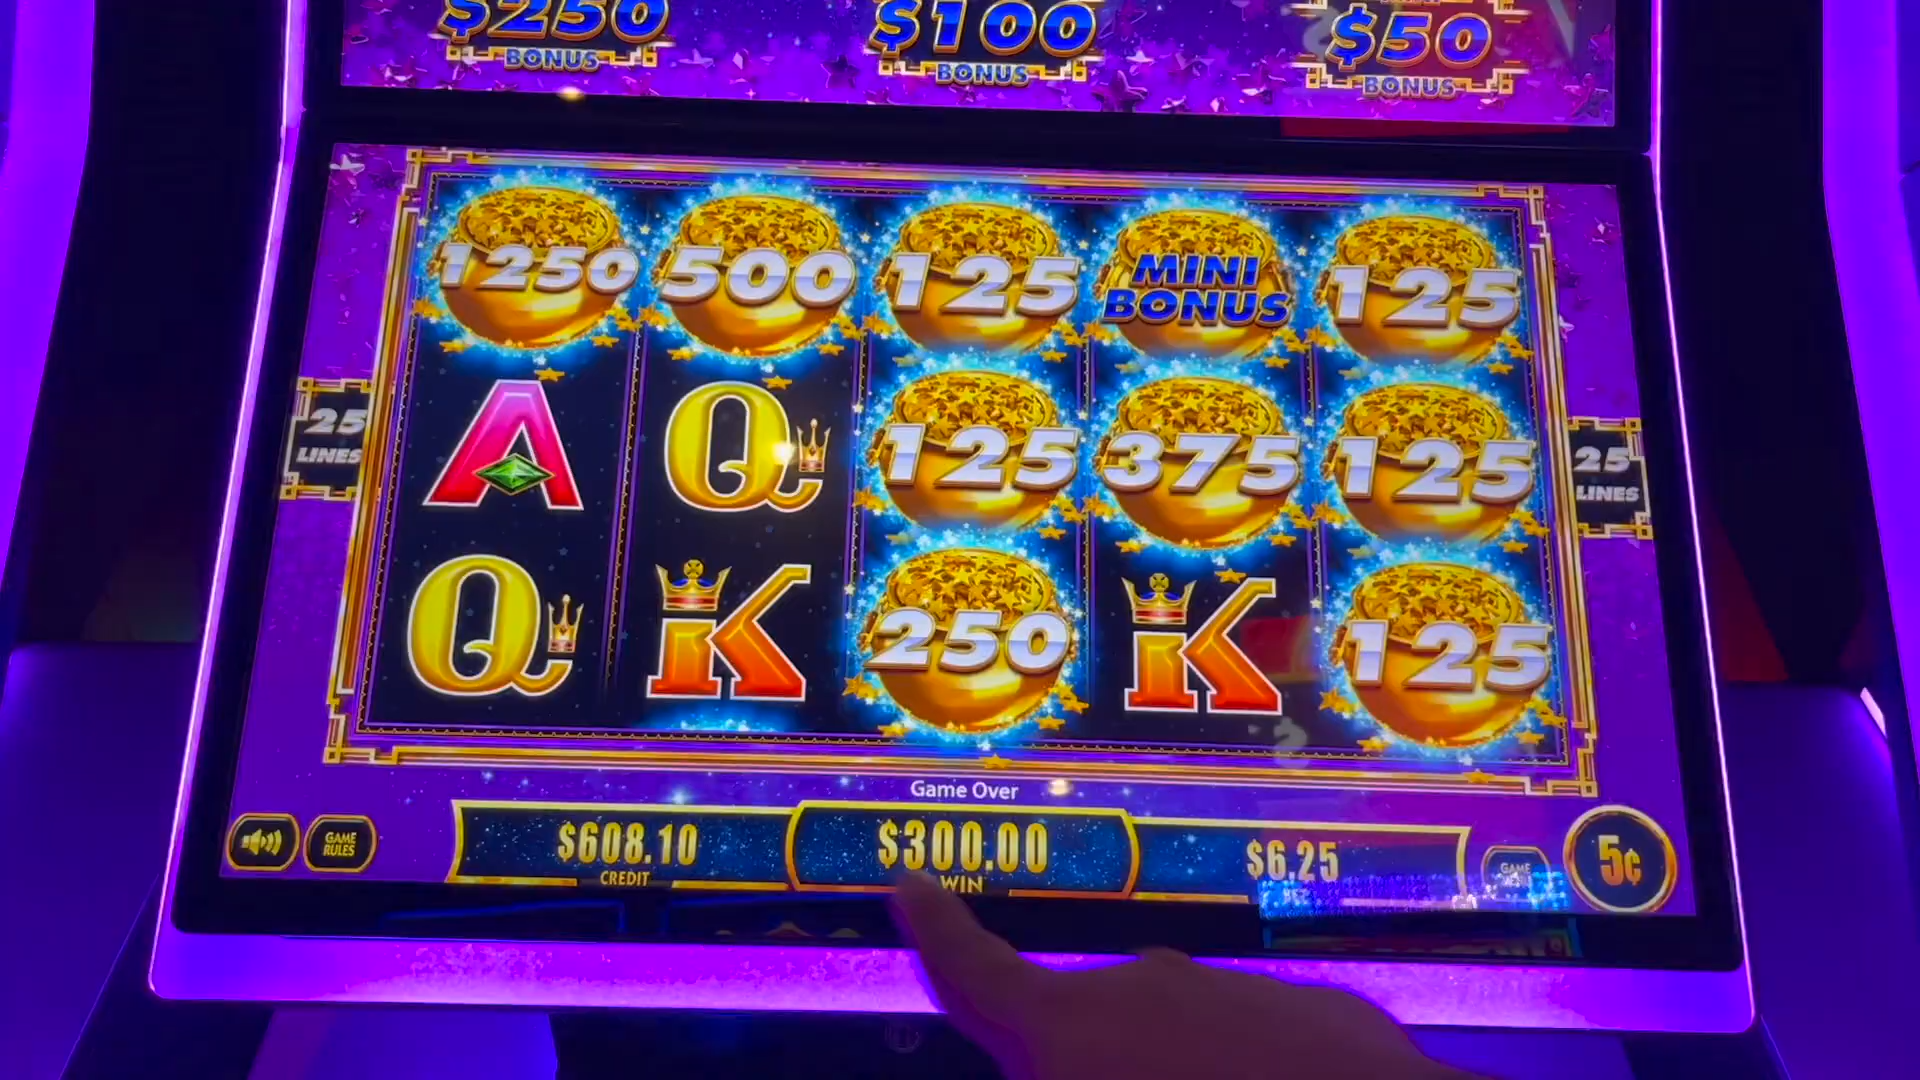 $250
BONUS
$100
BONUS
$50
BONUS
1250
500
125
MINI
BONUS
125
A
Q
125
375
125
25
LINES
25
LINES
Q
K
250
K
125
Game Over
GAME
RULES
$608.10
CREDIT
$300.00
WIN
$6.25
GAME
5¢